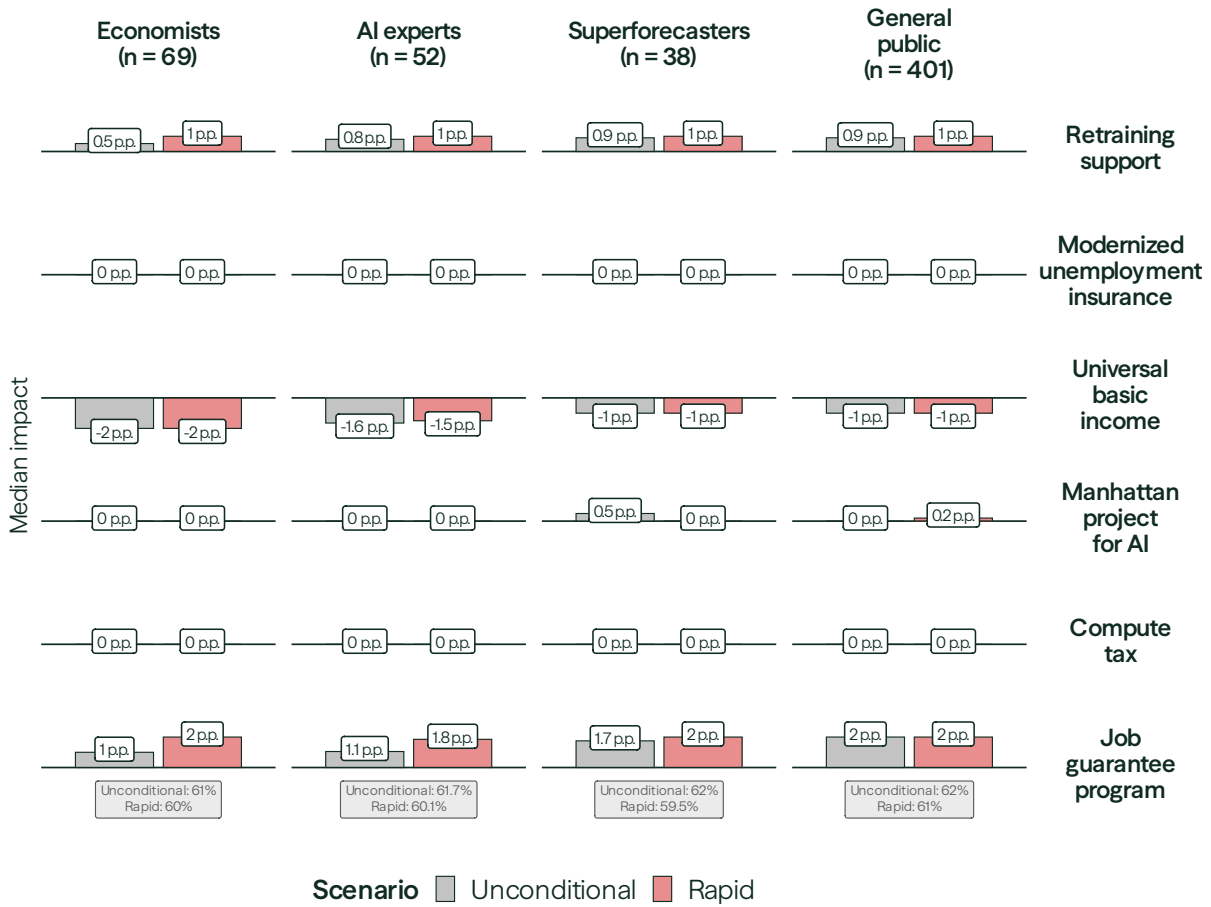 Economists
(n = 69)
AI experts
(n = 52)
Superforecasters
(n = 38)
General
public
(n = 401)
0.5 p.p.
1 p.p.
0.8 p.p.
1 p.p.
0.9 p.p.
1 p.p.
0.9 p.p.
1 p.p.
Retraining
support
0 p.p.
0 p.p.
0 p.p.
0 p.p.
0 p.p.
0 p.p.
0 p.p.
0 p.p.
Modernized
unemployment
insurance
Median impact
-2 p.p.
-2 p.p.
-1.6 p.p.
-1.5 p.p.
-1 p.p.
-1 p.p.
-1 p.p.
-1 p.p.
Universal
basic
income
0 p.p.
0 p.p.
0 p.p.
0 p.p.
0.5 p.p.
0 p.p.
0 p.p.
0.2 p.p.
Manhattan
project
for AI
0 p.p.
0 p.p.
0 p.p.
0 p.p.
0 p.p.
0 p.p.
0 p.p.
0 p.p.
Compute
tax
1 p.p.
2 p.p.
1.1 p.p.
1.8 p.p.
1.7 p.p.
2 p.p.
2 p.p.
2 p.p.
Job
guarantee
program
Unconditional: 61%
Rapid: 60%
Unconditional: 61.7%
Rapid: 60.1%
Unconditional: 62%
Rapid: 59.5%
Unconditional: 62%
Rapid: 61%
Scenario Unconditional Rapid